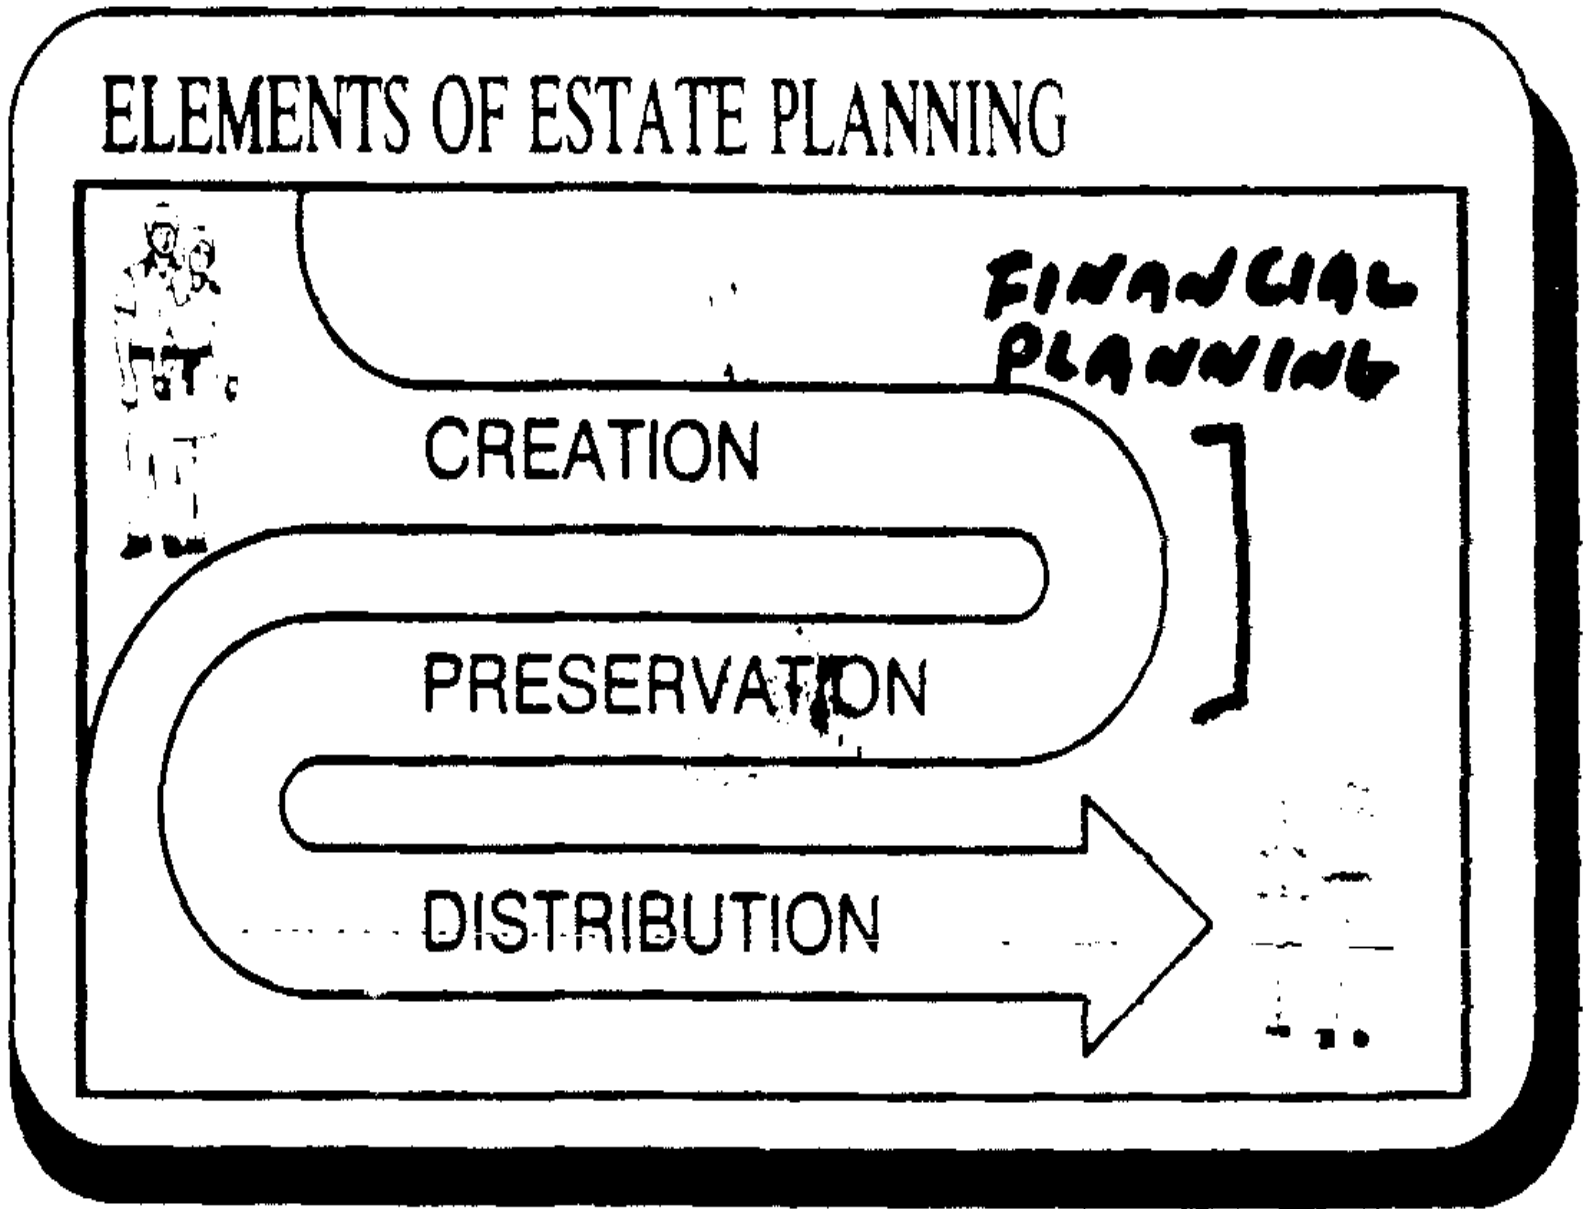 ELEMENTS OF ESTATE PLANNING
FINANCIAL
PLANNING
CREATION
PRESERVATION
DISTRIBUTION